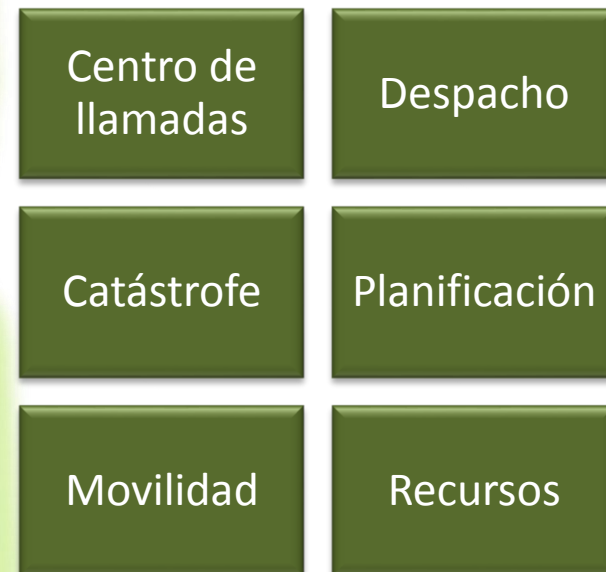 Centro de
llamadas
Despacho
Catástrofe
Planificación
Movilidad
Recursos